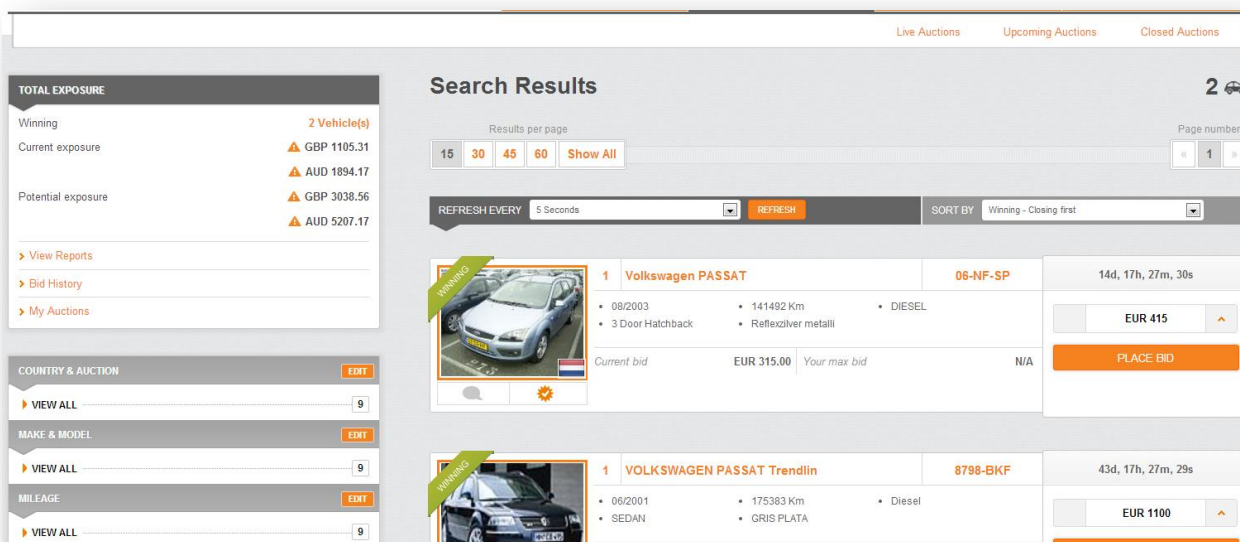 Live Auctions Upcoming Auctions Closed Auctions
TOTAL EXPOSURE
Winning 2 Vehicle(s)
Current exposure GBP 1105.31
AUD 1894.17
Potential exposure GBP 3038.56
AUD 5207.17
View Reports
Bid History
My Auctions
COUNTRY & AUCTION EDIT
VIEW ALL 9
MAKE & MODEL EDIT
VIEW ALL 9
MILEAGE EDIT
VIEW ALL 9
Search Results 2
Results per page Page number
15 30 45 60 Show All « 1 »
REFRESH EVERY 5 Seconds REFRESH SORT BY Winning - Closing first
WINNING
1 Volkswagen PASSAT 06-NF-SP 14d, 17h, 27m, 30s
• 08/2003 • 141492 Km • DIESEL
• 3 Door Hatchback • Reflexzilver metalli
EUR 415
Current bid EUR 315.00 Your max bid N/A
PLACE BID
WINNING
1 VOLKSWAGEN PASSAT Trendlin 8798-BKF 43d, 17h, 27m, 29s
• 06/2001 • 175383 Km • Diesel
• SEDAN • GRIS PLATA
EUR 1100